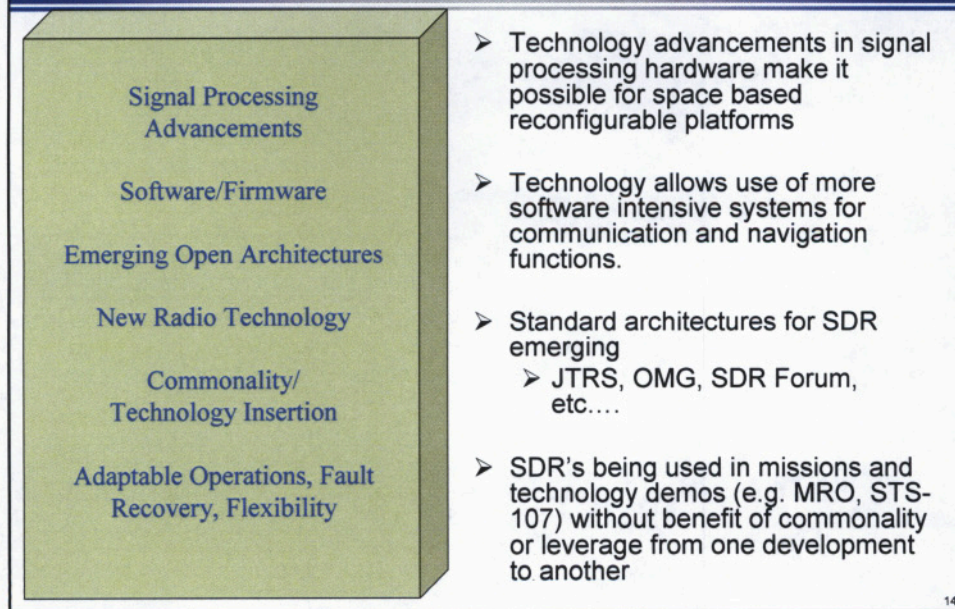 Signal Processing
Advancements
Software/Firmware
Emerging Open Architectures
New Radio Technology
Commonality/
Technology Insertion
Adaptable Operations, Fault
Recovery, Flexibility
➢ Technology advancements in signal
processing hardware make it
possible for space based
reconfigurable platforms
➢ Technology allows use of more
software intensive systems for
communication and navigation
functions.
➢ Standard architectures for SDR
emerging
➢ JTRS, OMG, SDR Forum,
etc....
➢ SDR's being used in missions and
technology demos (e.g. MRO, STS-
107) without benefit of commonality
or leverage from one development
to another
14